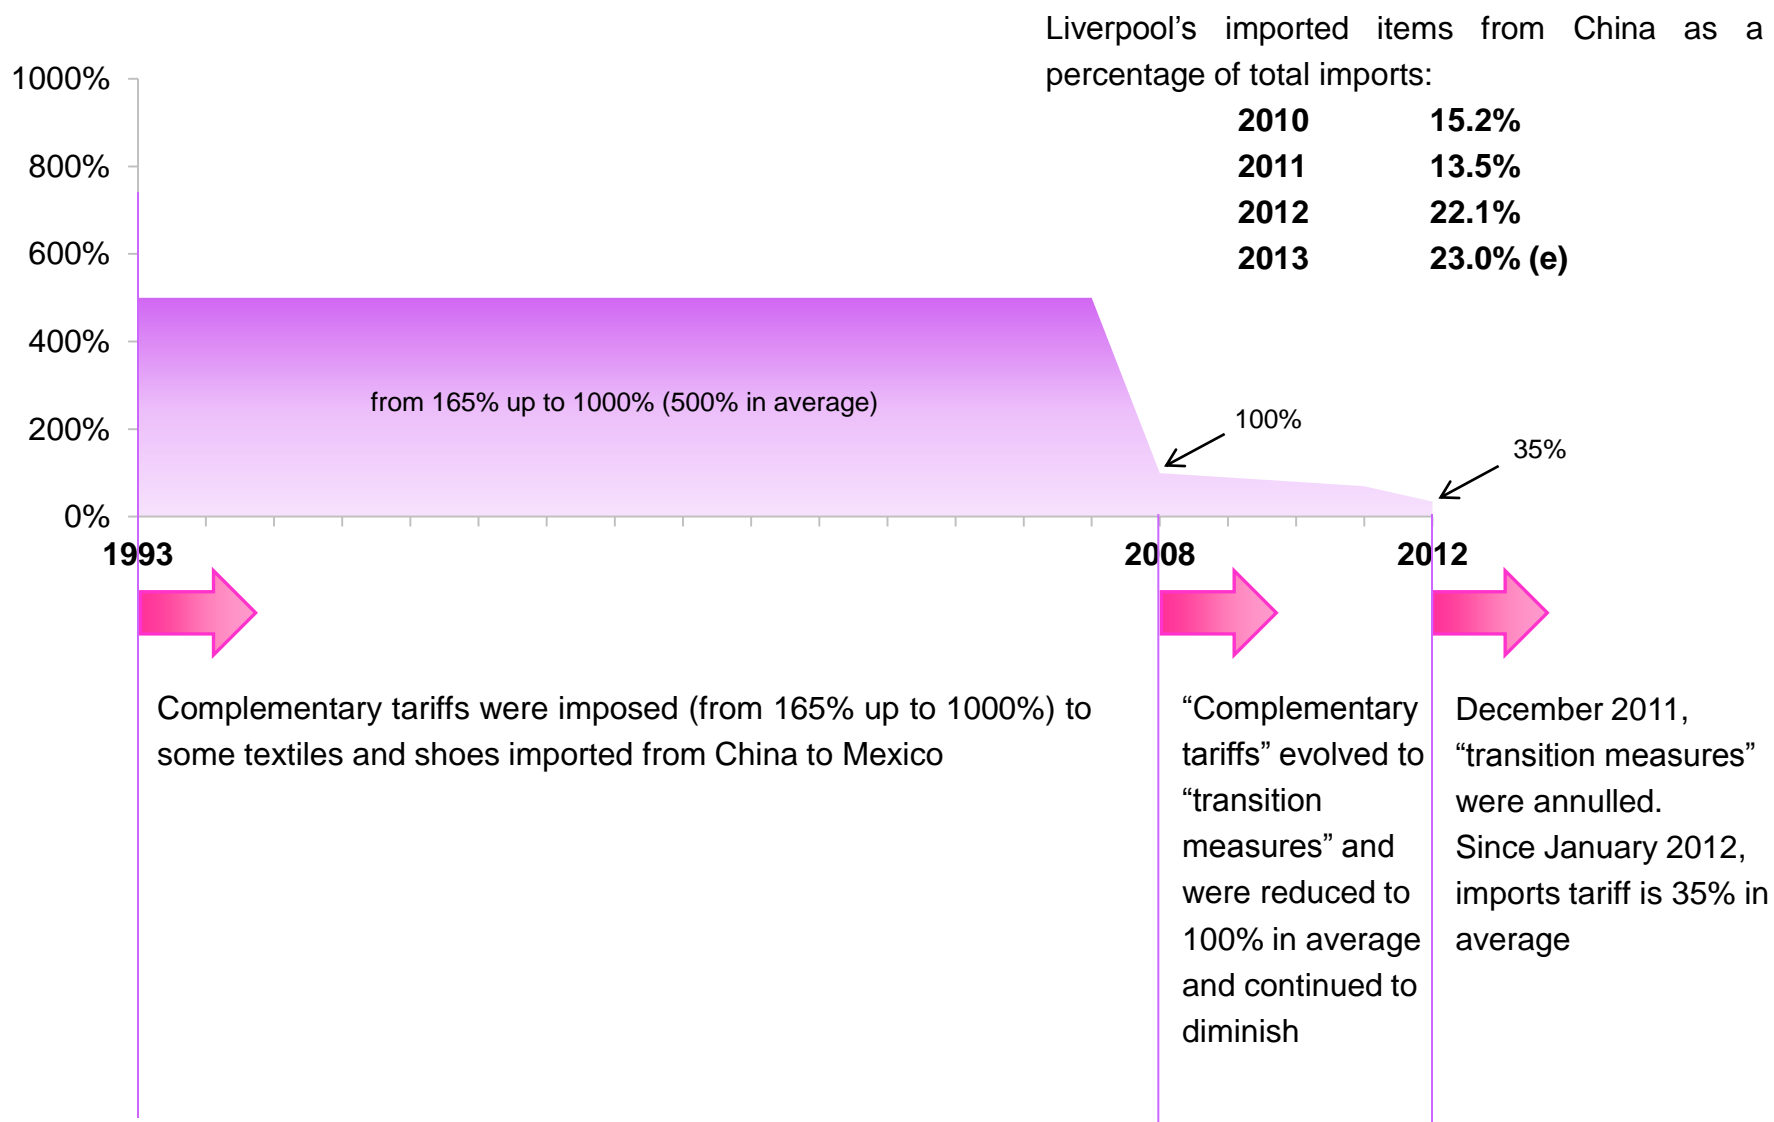 Liverpool’s imported items from China as a
percentage of total imports:
2010 15.2%
2011 13.5%
2012 22.1%
2013 23.0% (e)
1000%
800%
600%
400%
200%
0%
from 165% up to 1000% (500% in average)
100%
35%
1993 2008 2012
Complementary tariffs were imposed (from 165% up to 1000%) to
some textiles and shoes imported from China to Mexico
“Complementary
tariffs” evolved to
“transition
measures” and
were reduced to
100% in average
and continued to
diminish
December 2011,
“transition measures”
were annulled.
Since January 2012,
imports tariff is 35% in
average